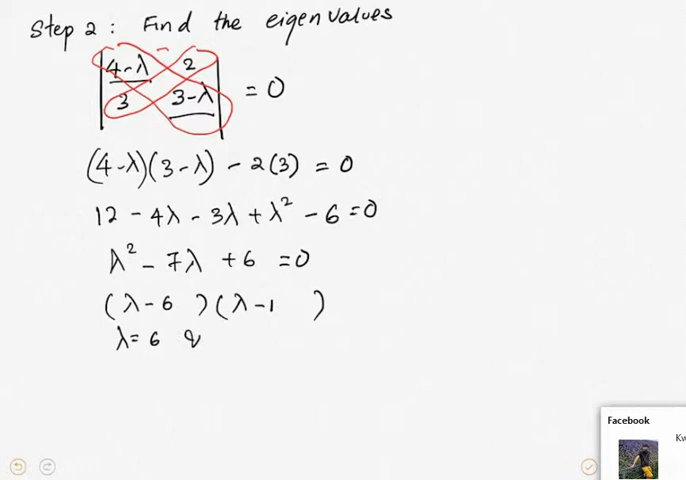 Step 2: Find the eigenvalues
|4-λ 2|
|3 3-λ| = 0
(4-λ)(3-λ) - 2(3) = 0
12 - 4λ - 3λ + λ² - 6 = 0
λ² - 7λ + 6 = 0
(λ - 6 )(λ - 1 )
λ = 6
Facebook